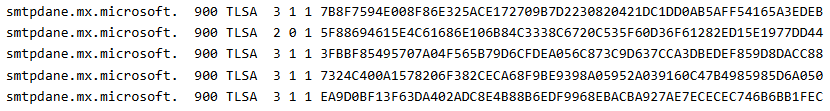 smtpdane.mx.microsoft.  900 TLSA  3 1 1 7B8F7594E008F86E325ACE172709B7D2230820421DC1DD0AB5AFF54165A3EDEB
smtpdane.mx.microsoft.  900 TLSA  2 0 1 5F88694615E4C61686E106B84C3338C6720C535F60D36F61282ED15E1977DD44
smtpdane.mx.microsoft.  900 TLSA  3 1 1 3FBBF85495707A04F565B79D6CFDEA056C873C9D637CCA3DBEDEF859D8DACC88
smtpdane.mx.microsoft.  900 TLSA  3 1 1 7324C400A1578206F382CECA68F9BE9398A05952A039160C47B4985985D6A050
smtpdane.mx.microsoft.  900 TLSA  3 1 1 EA9D0BF13F63DA402ADC8E4B88B6EDF9968EBACBA927AE7ECECEC746B6BB1FEC